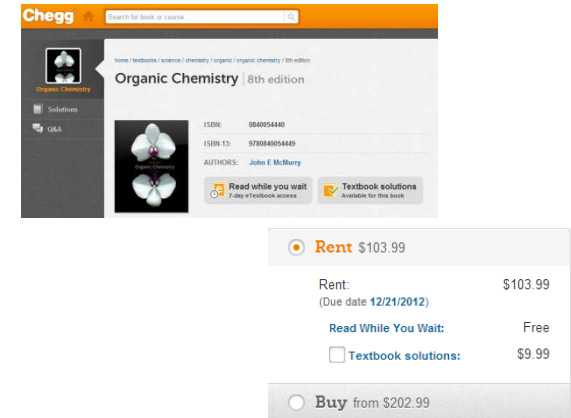 Chegg
Search for book or course
home / textbooks / science / chemistry / organic / organic chemistry / 8th edition
Organic Chemistry | 8th edition
Organic Chemistry
Solutions
Q&A
ISBN: 0840054440
ISBN-13: 9780840054449
AUTHORS: John E McMurry
Organic Chemistry
Read while you wait
7-day eTextbook access
Textbook solutions
Available for this book
Rent $103.99
Rent: $103.99
(Due date 12/21/2012)
Read While You Wait: Free
Textbook solutions: $9.99
Buy from $202.99